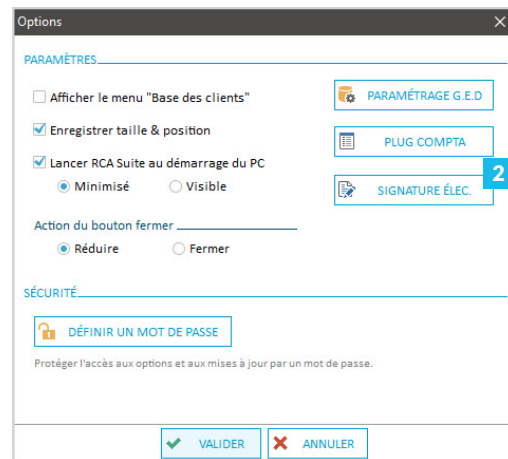 Options
PARAMÈTRES
Afficher le menu "Base des clients"
PARAMÉTRAGE G.E.D
Enregistrer taille & position
PLUG COMPTA
Lancer RCA Suite au démarrage du PC
2
Minimisé
Visible
SIGNATURE ÉLEC.
Action du bouton fermer
Réduire
Fermer
SÉCURITÉ
DÉFINIR UN MOT DE PASSE
Protéger l'accès aux options et aux mises à jour par un mot de passe.
VALIDER
ANNULER